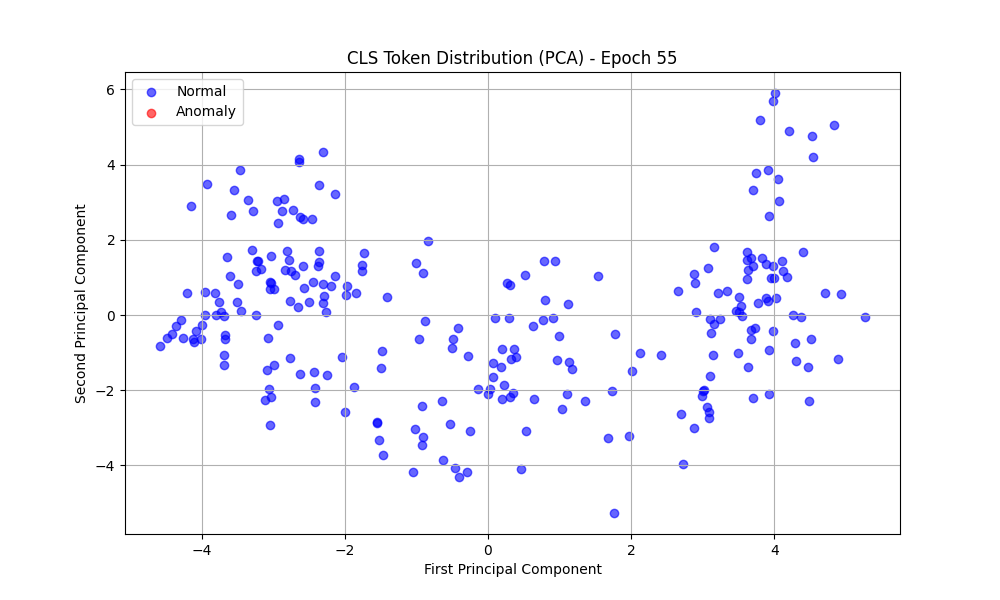 CLS Token Distribution (PCA) - Epoch 55
Normal
Anomaly
Second Principal Component
6
4
2
0
−2
−4
−4 −2 0 2 4
First Principal Component